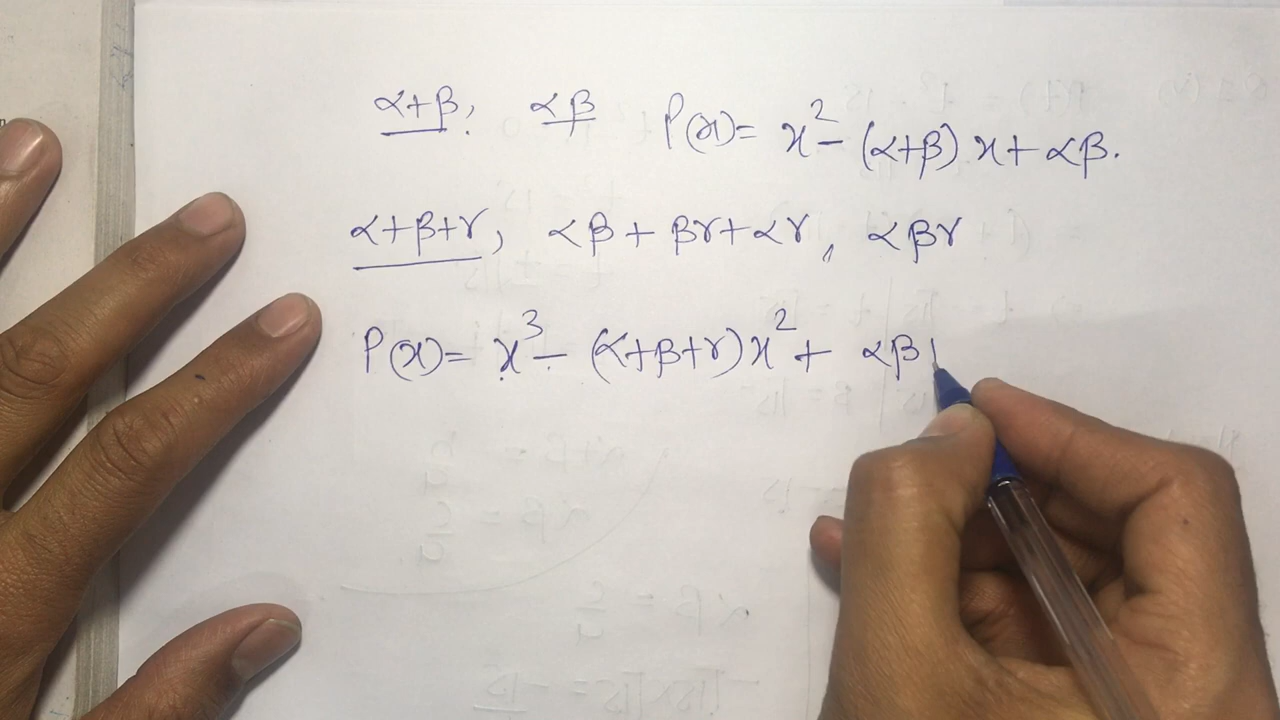 α+β, αβ P(x)= x² - (α+β) x + αβ.
α+β+γ, αβ + βγ + αγ, αβγ
P(x)= x³ - (α+β+γ)x² + αβ